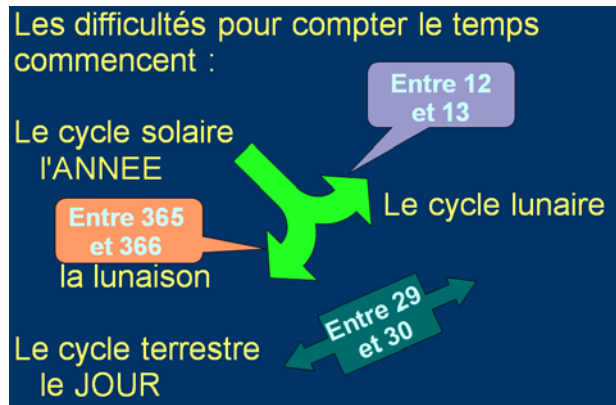 Les difficultés pour compter le temps
commencent :
Entre 12
et 13
Le cycle solaire
l'ANNEE
Le cycle lunaire
Entre 365
et 366
la lunaison
Entre 29
et 30
Le cycle terrestre
le JOUR